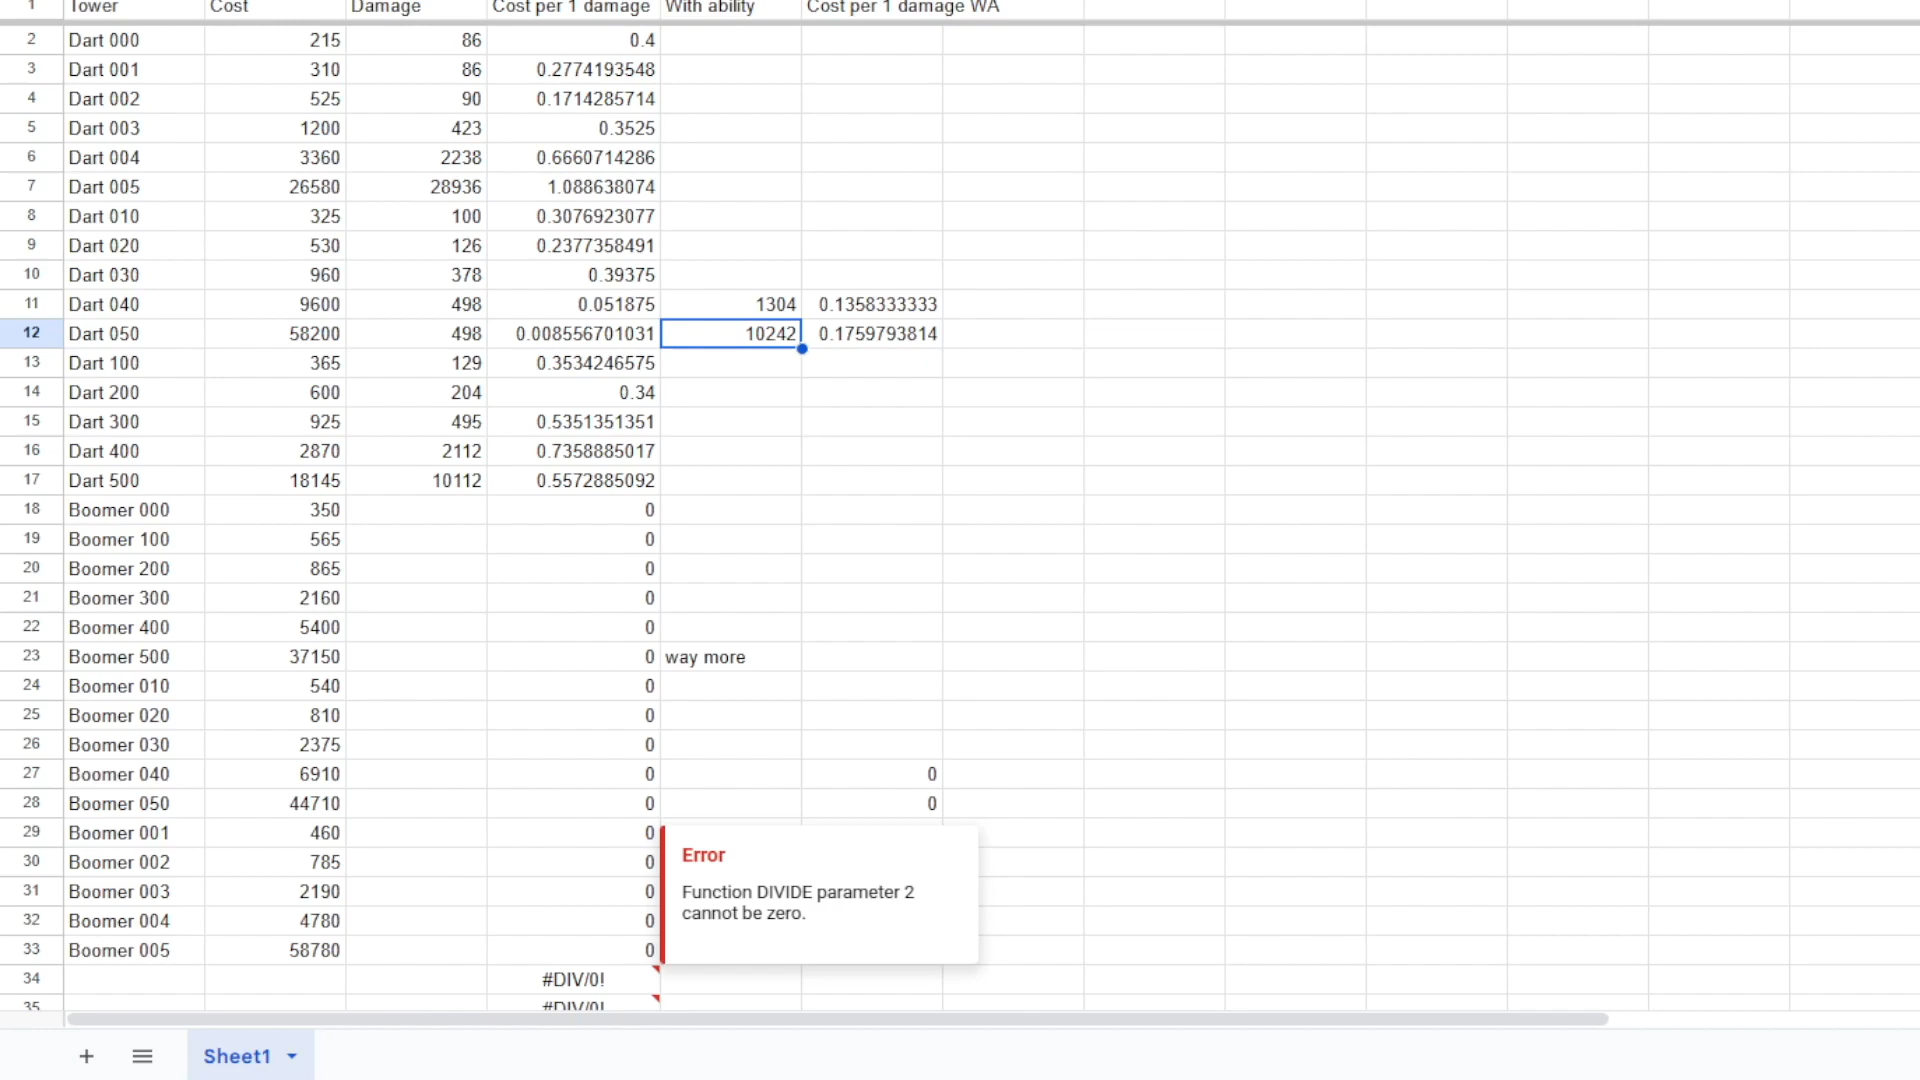 1 Tower Cost Damage Cost per 1 damage With ability Cost per 1 damage WA
2 Dart 000 215 86 0.4
3 Dart 001 310 86 0.2774193548
4 Dart 002 525 90 0.1714285714
5 Dart 003 1200 423 0.3525
6 Dart 004 3360 2238 0.6660714286
7 Dart 005 26580 28936 1.088638074
8 Dart 010 325 100 0.3076923077
9 Dart 020 530 126 0.2377358491
10 Dart 030 960 378 0.39375
11 Dart 040 9600 498 0.051875 1304 0.1358333333
12 Dart 050 58200 498 0.008556701031 10242 0.1759793814
13 Dart 100 365 129 0.3534246575
14 Dart 200 600 204 0.34
15 Dart 300 925 495 0.5351351351
16 Dart 400 2870 2112 0.7358885017
17 Dart 500 18145 10112 0.5572885092
18 Boomer 000 350 0
19 Boomer 100 565 0
20 Boomer 200 865 0
21 Boomer 300 2160 0
22 Boomer 400 5400 0
23 Boomer 500 37150 0 way more
24 Boomer 010 540 0
25 Boomer 020 810 0
26 Boomer 030 2375 0
27 Boomer 040 6910 0 0
28 Boomer 050 44710 0 0
29 Boomer 001 460 0
30 Boomer 002 785 0
31 Boomer 003 2190 0
32 Boomer 004 4780 0
33 Boomer 005 58780 0
Error
Function DIVIDE parameter 2
cannot be zero.
34 #DIV/0!
35 #DIV/0!
Sheet1